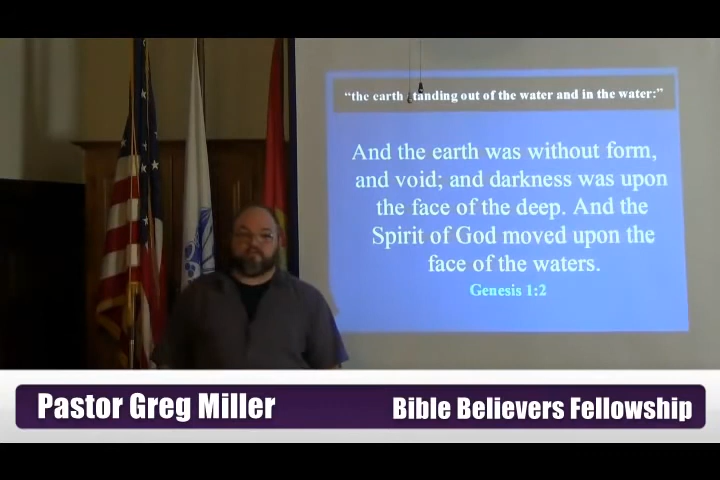 "the earth standing out of the water and in the water:"
And the earth was without form,
and void; and darkness was upon
the face of the deep. And the
Spirit of God moved upon the
face of the waters.
Genesis 1:2
Pastor Greg Miller
Bible Believers Fellowship